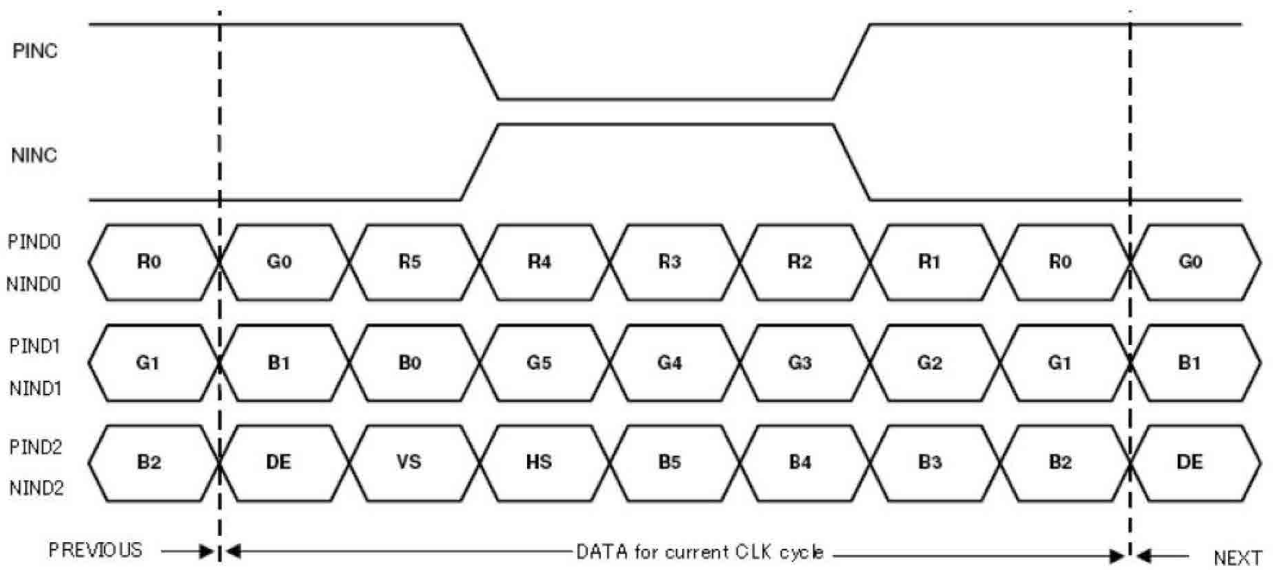 PINC
NINC
PIND0
NIND0
R0 G0 R5 R4 R3 R2 R1 R0 G0
PIND1
NIND1
G1 B1 B0 G5 G4 G3 G2 G1 B1
PIND2
NIND2
B2 DE VS HS B5 B4 B3 B2 DE
PREVIOUS DATA for current CLK cycle NEXT